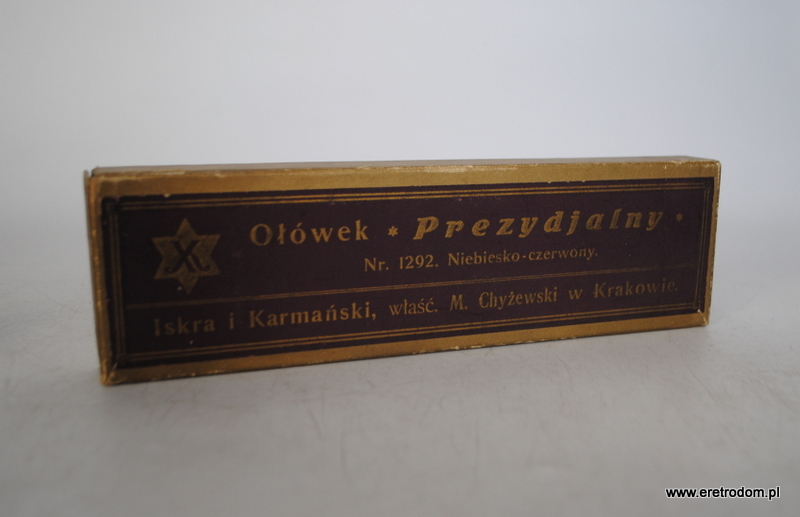 X
Ołówek * Prezydjalny *
Nr. 1292. Niebiesko-czerwony.
Iskra i Karmański, właść. M. Chyżewski w Krakowie.
www.eretrodom.pl